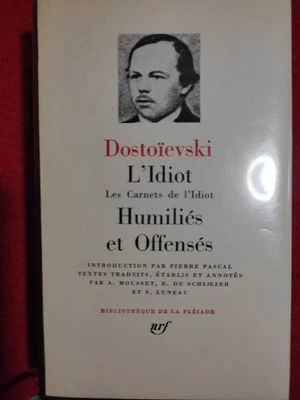 Dostoïevski
L'Idiot
Les Carnets de l'Idiot
Humiliés
et Offensés
INTRODUCTION PAR PIERRE PASCAL
TEXTES TRADUITS, ÉTABLIS ET ANNOTÉS
PAR A. MOUSSET, B. DE SCHLŒZER
ET S. LUNEAU
BIBLIOTHÈQUE DE LA PLÉIADE
nrf